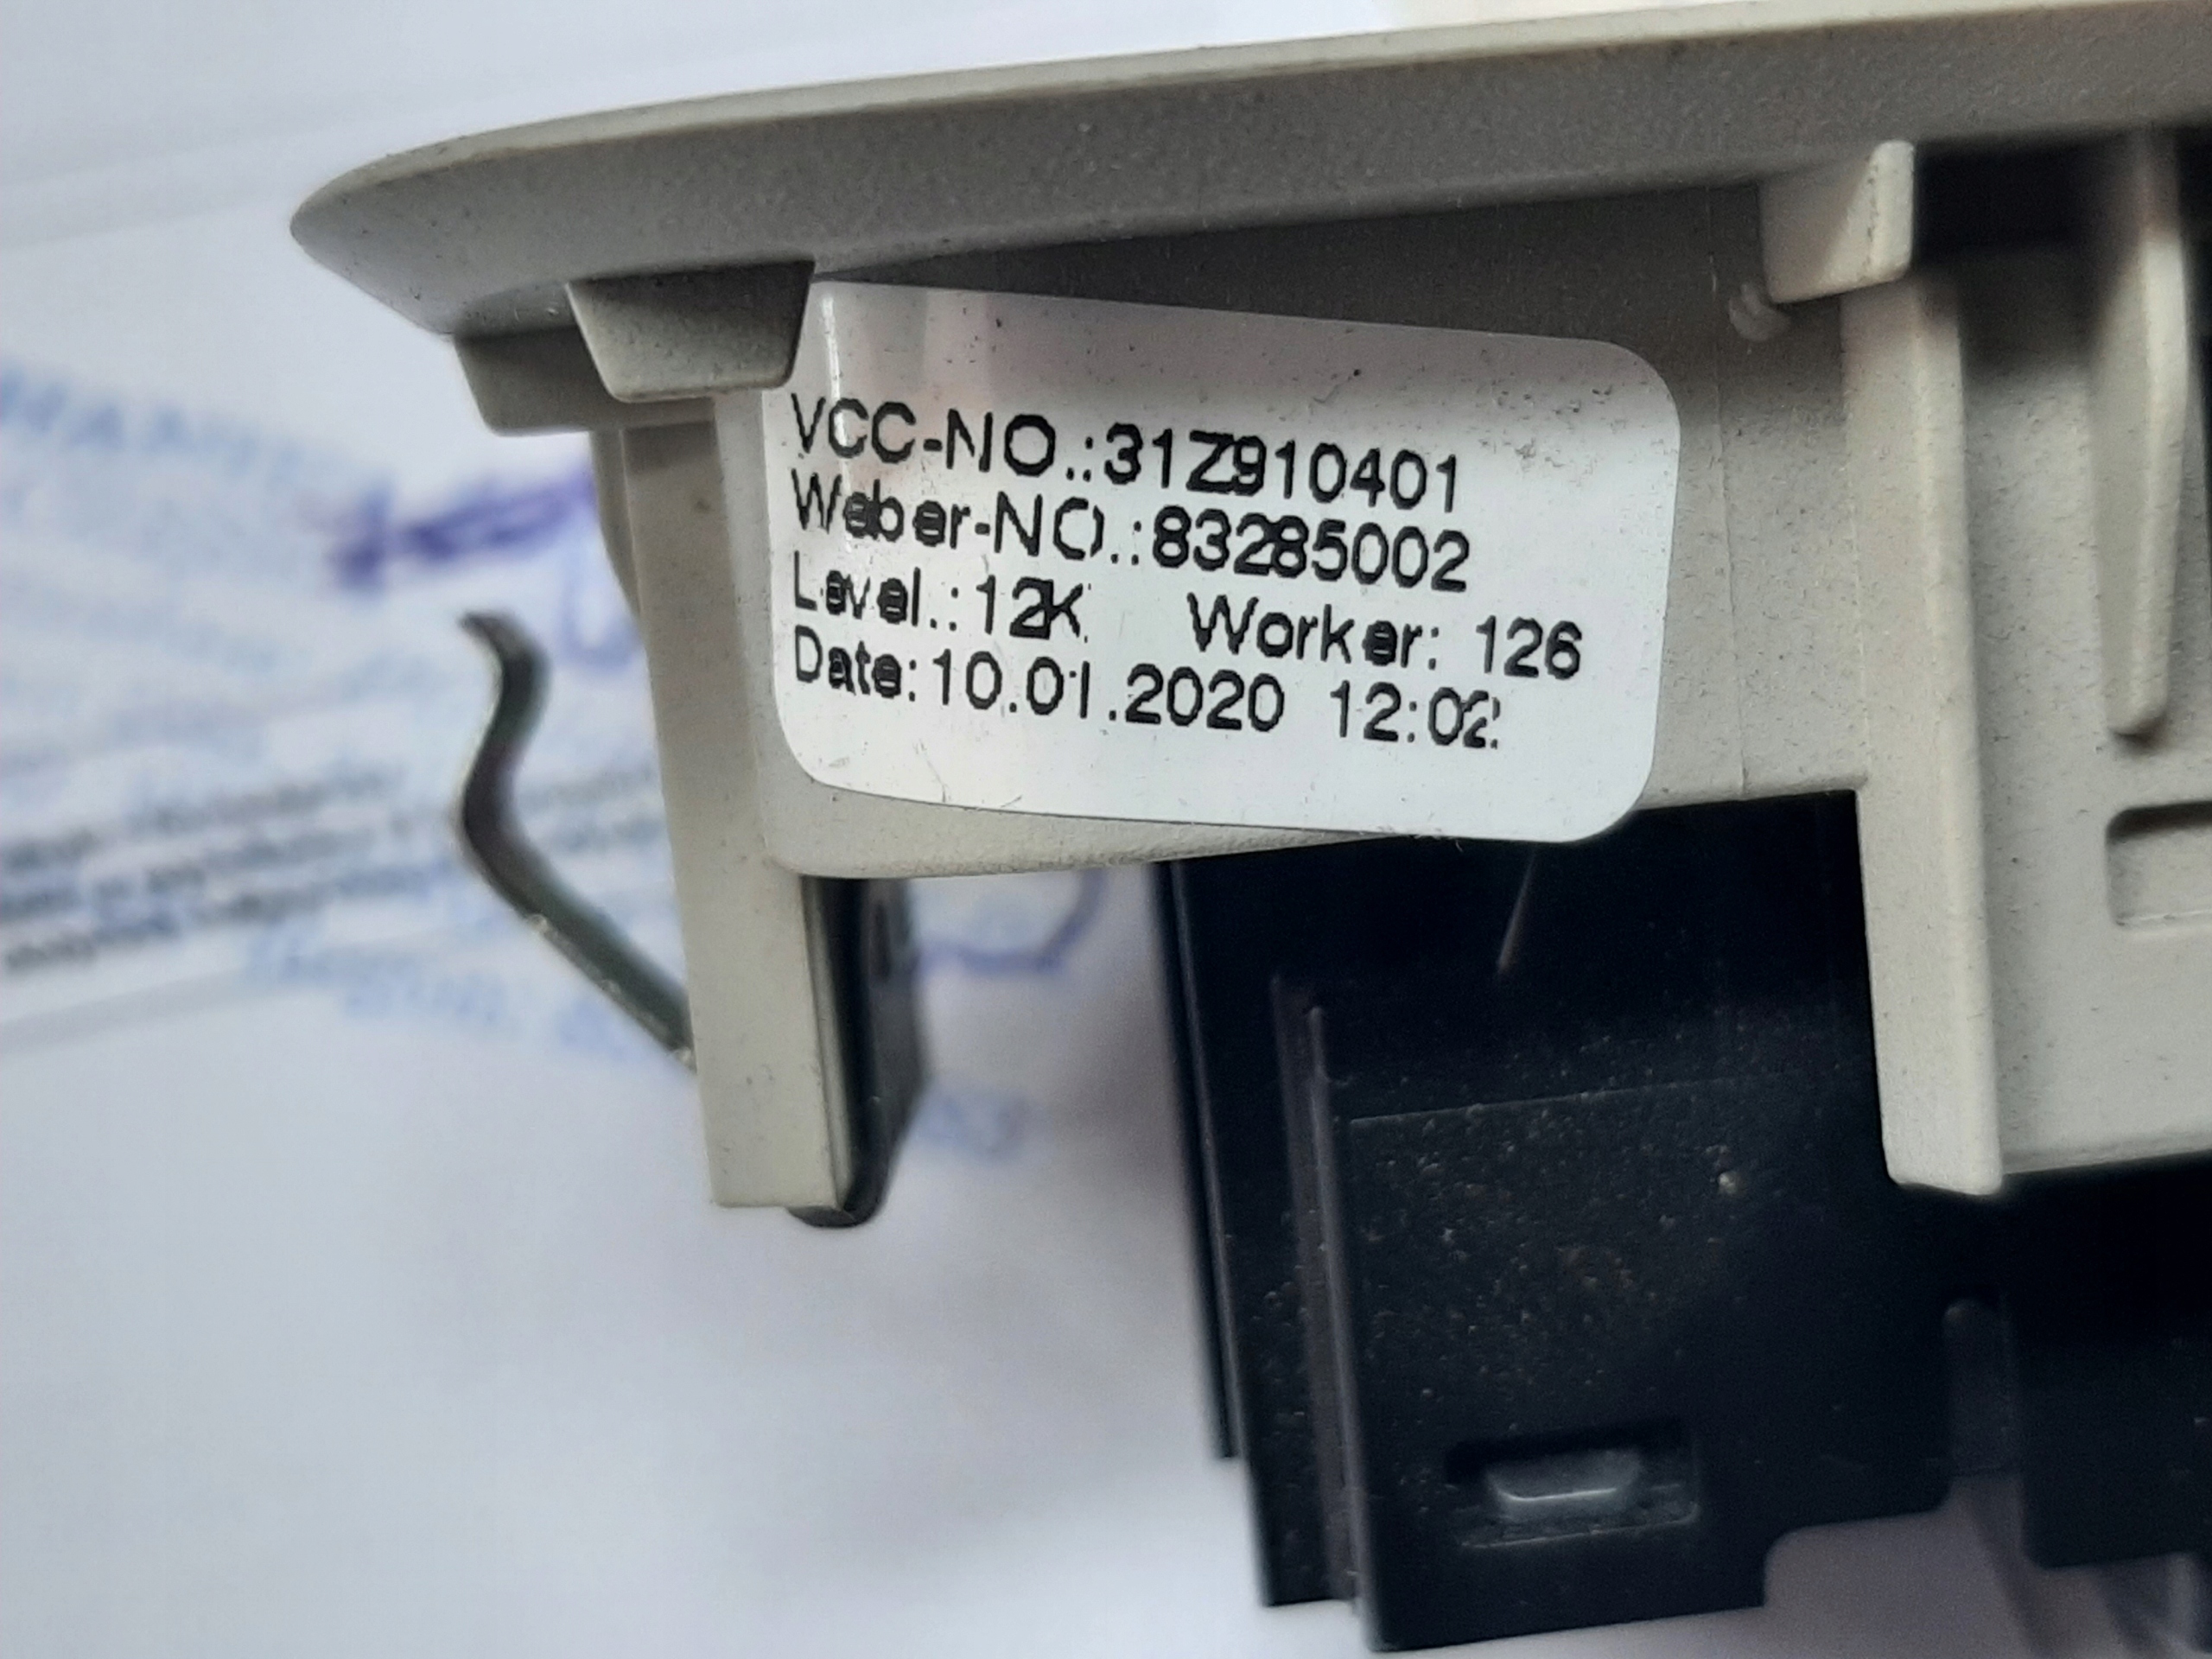 VCC-NO.:31Z910401
Weber-NO.:83285002
Level.:12K Worker: 126
Date:10.01.2020 12:02